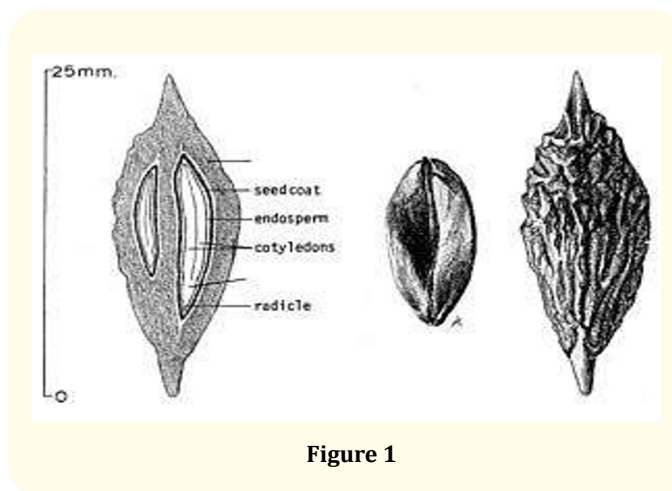 25mm.
seedcoat
endosperm
cotyledons
radicle
0
Figure 1